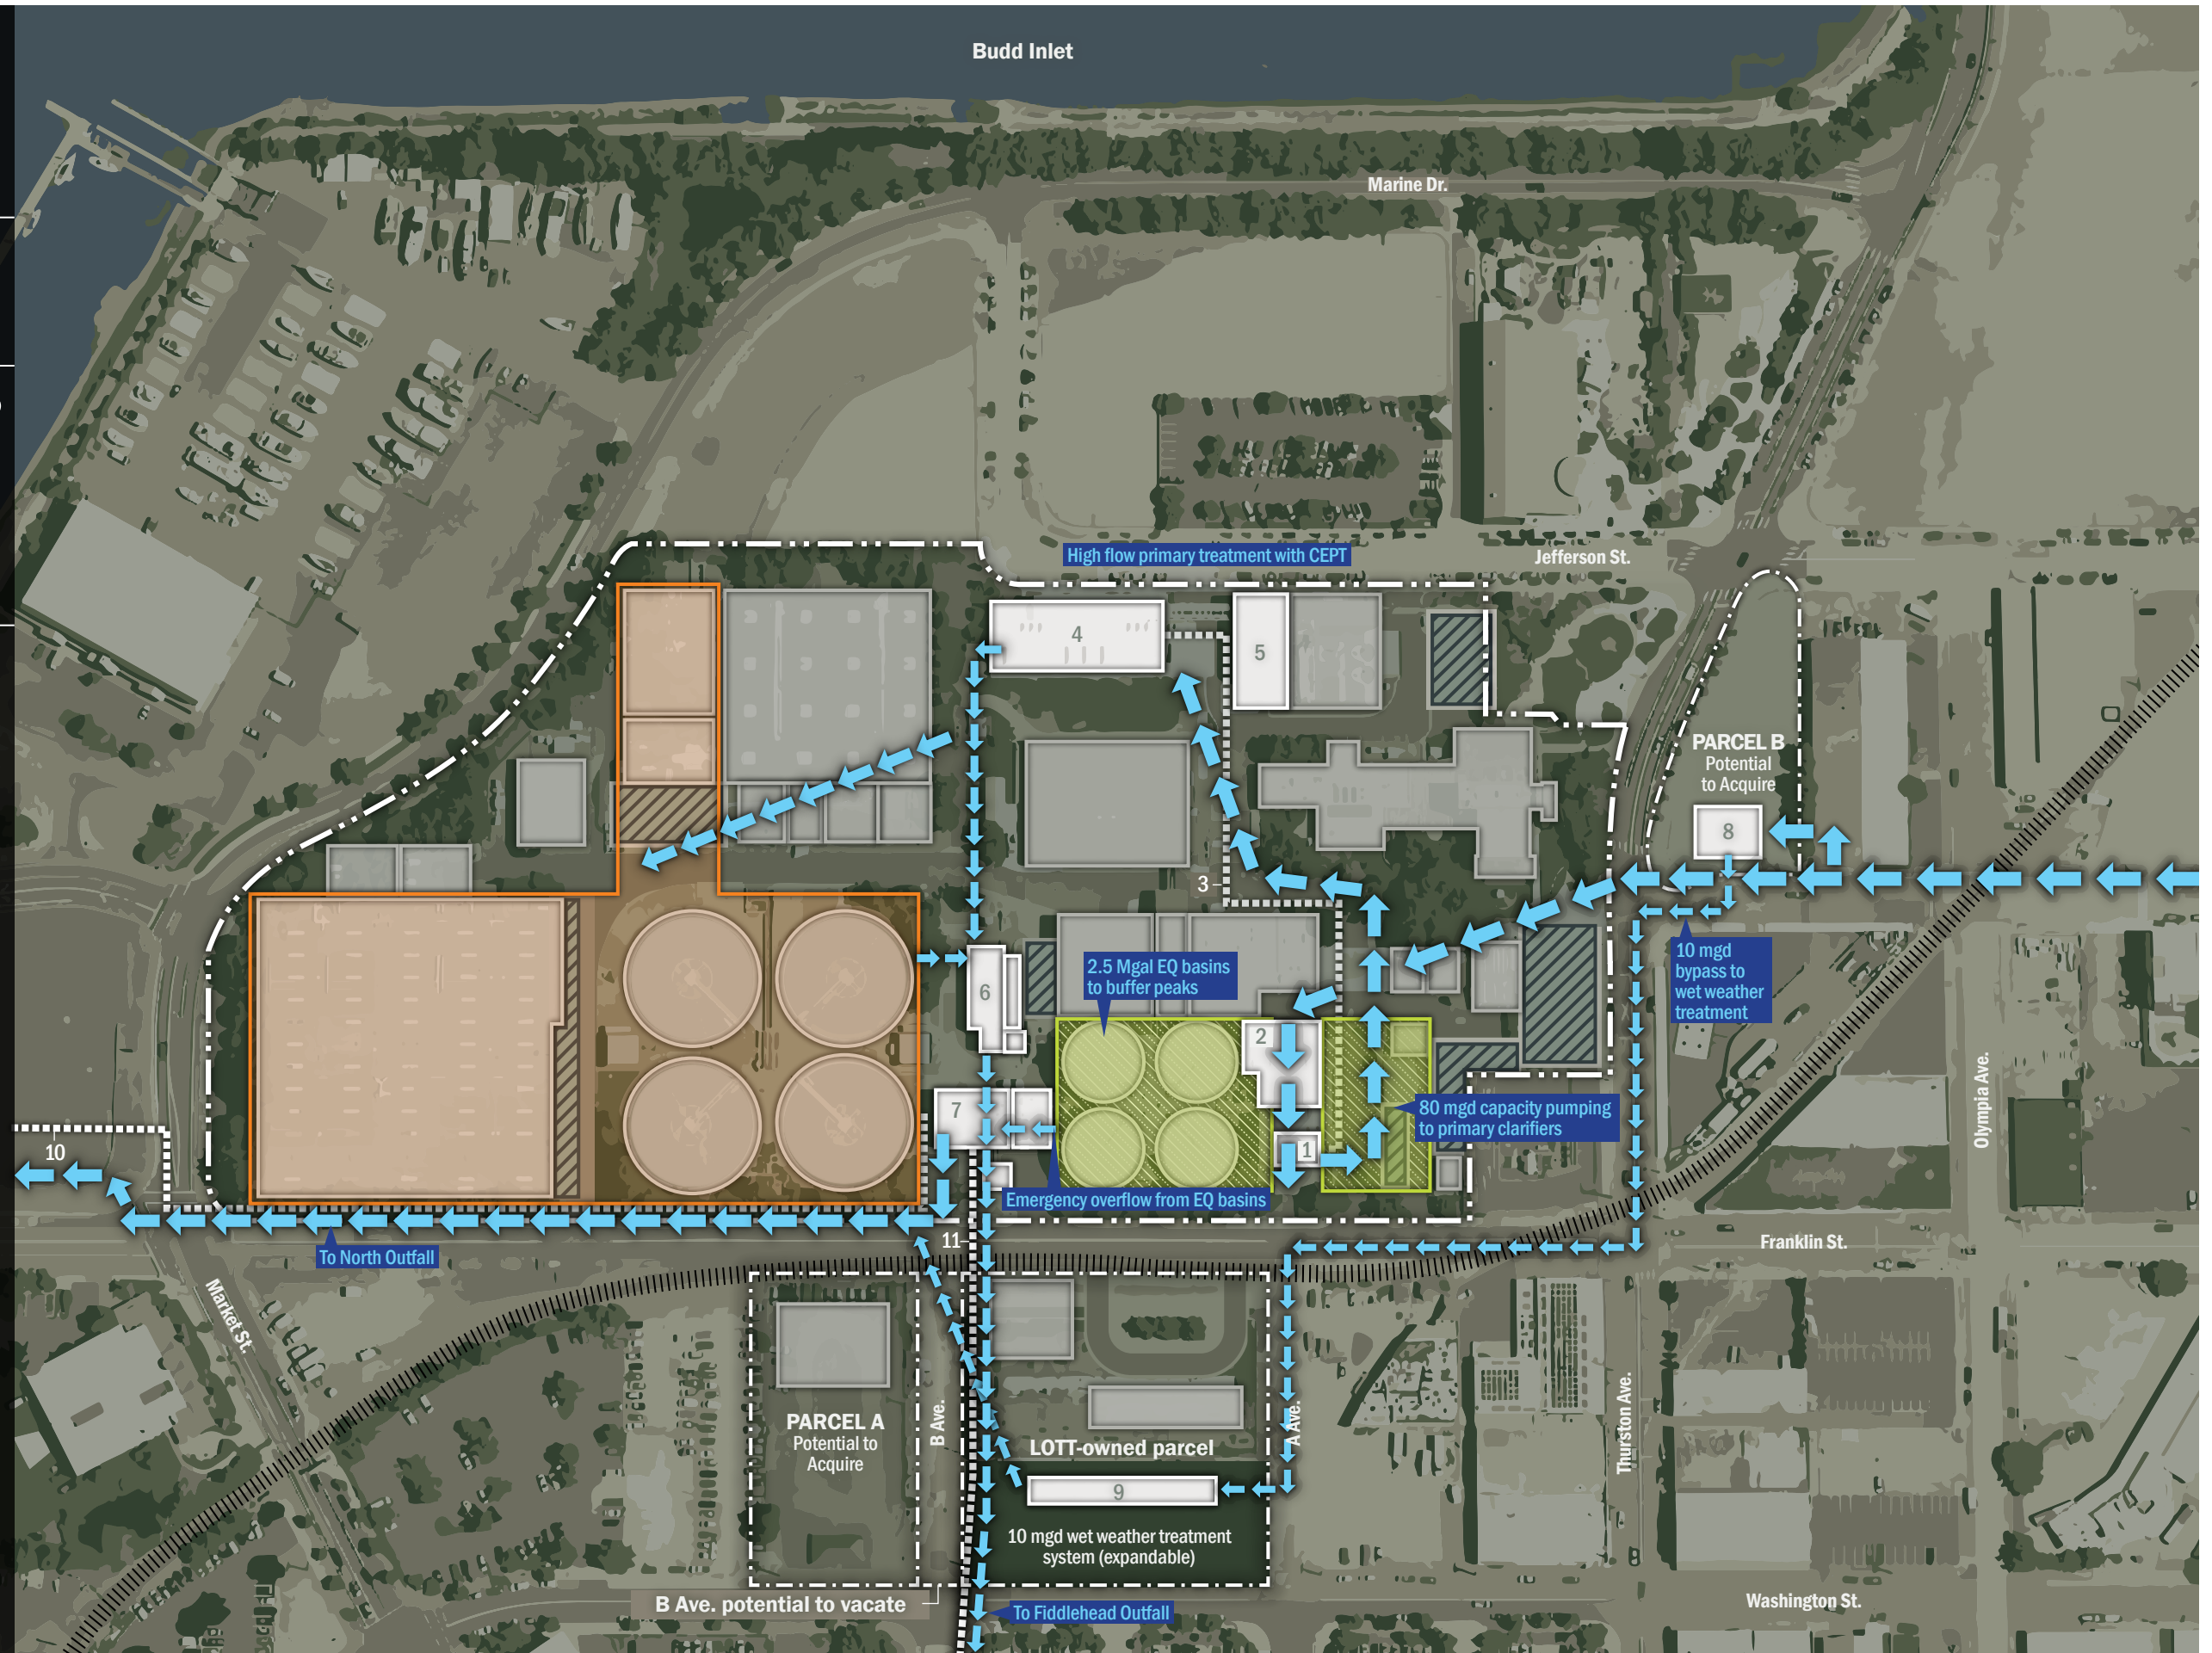 Budd Inlet
Marine Dr.
High flow primary treatment with CEPT
Jefferson St.
4
5
PARCEL B
Potential
to Acquire
8
3
2.5 Mgal EQ basins
to buffer peaks
10 mgd
bypass to
wet weather
treatment
6
2
7
1
80 mgd capacity pumping
to primary clarifiers
Olympia Ave.
10
Emergency overflow from EQ basins
To North Outfall
11
Franklin St.
Market St.
PARCEL A
Potential to
Acquire
B Ave.
LOTT-owned parcel
A Ave.
Thurston Ave.
9
10 mgd wet weather treatment
system (expandable)
B Ave. potential to vacate
To Fiddlehead Outfall
Washington St.